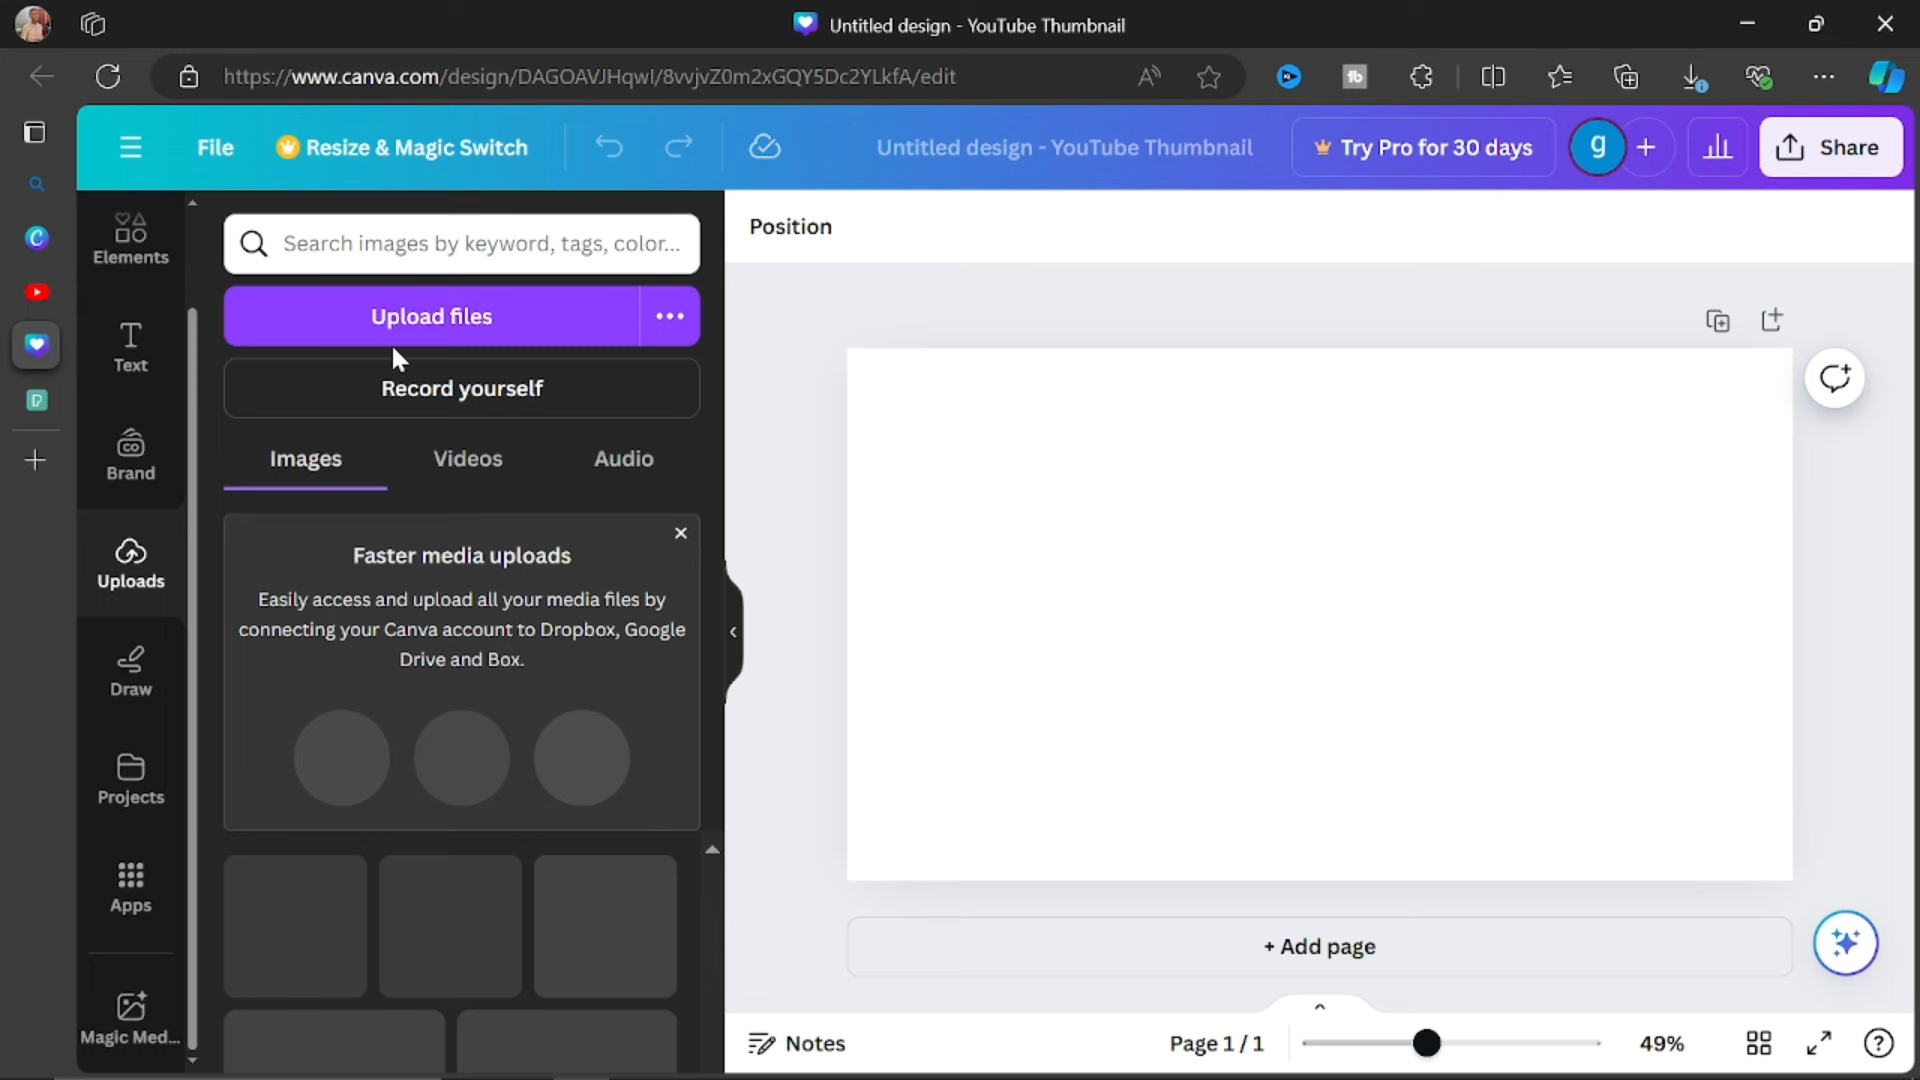 Untitled design - YouTube Thumbnail
https://www.canva.com/design/DAGOAVJHqwI/8vvjvZ0m2xGQY5Dc2YLkfA/edit
File
Resize & Magic Switch
Untitled design - YouTube Thumbnail
Try Pro for 30 days
g
Share
Elements
Text
Brand
Uploads
Draw
Projects
Apps
Magic Med...
Search images by keyword, tags, color...
Upload files
Record yourself
Images
Videos
Audio
Faster media uploads
Easily access and upload all your media files by
connecting your Canva account to Dropbox, Google
Drive and Box.
Position
+ Add page
Notes
Page 1 / 1
49%